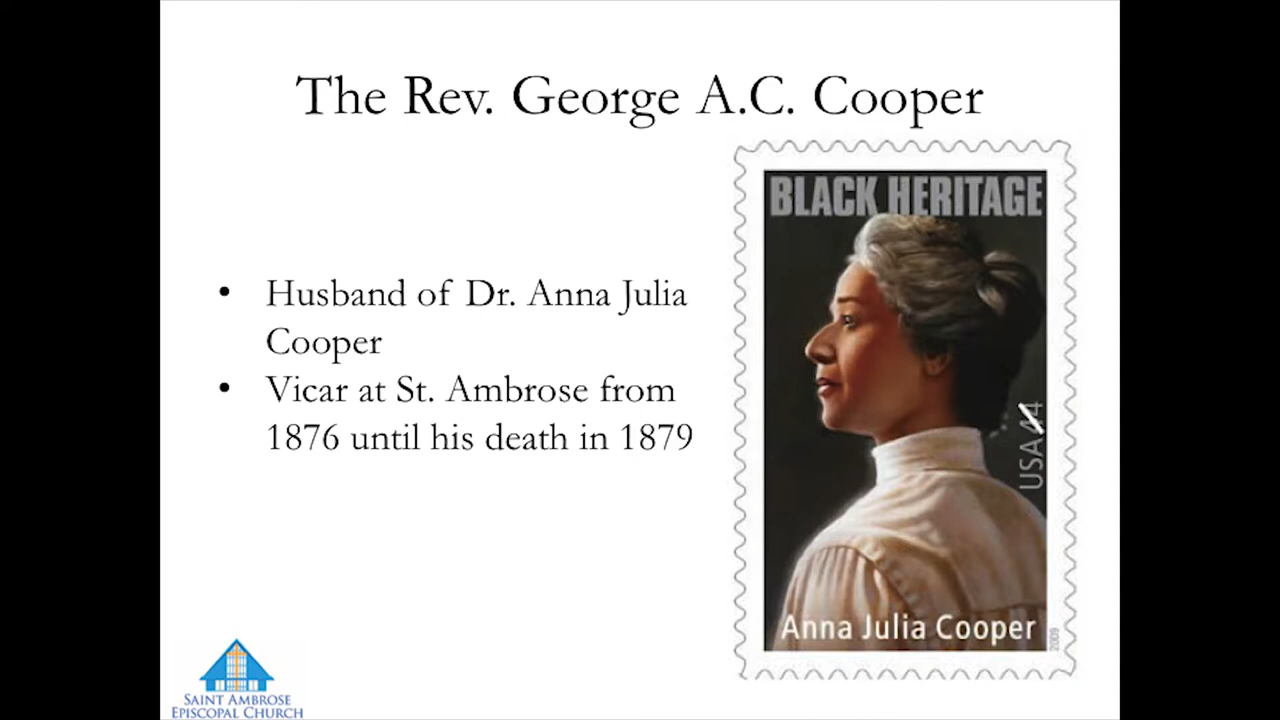 The Rev. George A.C. Cooper
• Husband of Dr. Anna Julia
Cooper
• Vicar at St. Ambrose from
1876 until his death in 1879
BLACK HERITAGE
USA 44
Anna Julia Cooper
2009
SAINT AMBROSE
EPISCOPAL CHURCH